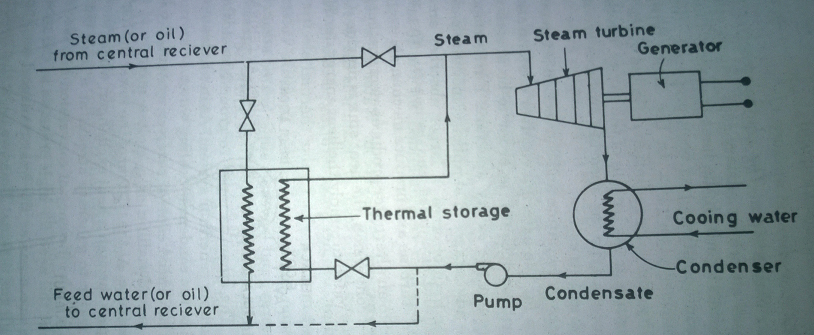 Steam (or oil)
from central reciever
Steam
Steam turbine
Generator
Thermal storage
Cooing water
Condenser
Feed water (or oil)
to central reciever
Pump
Condensate